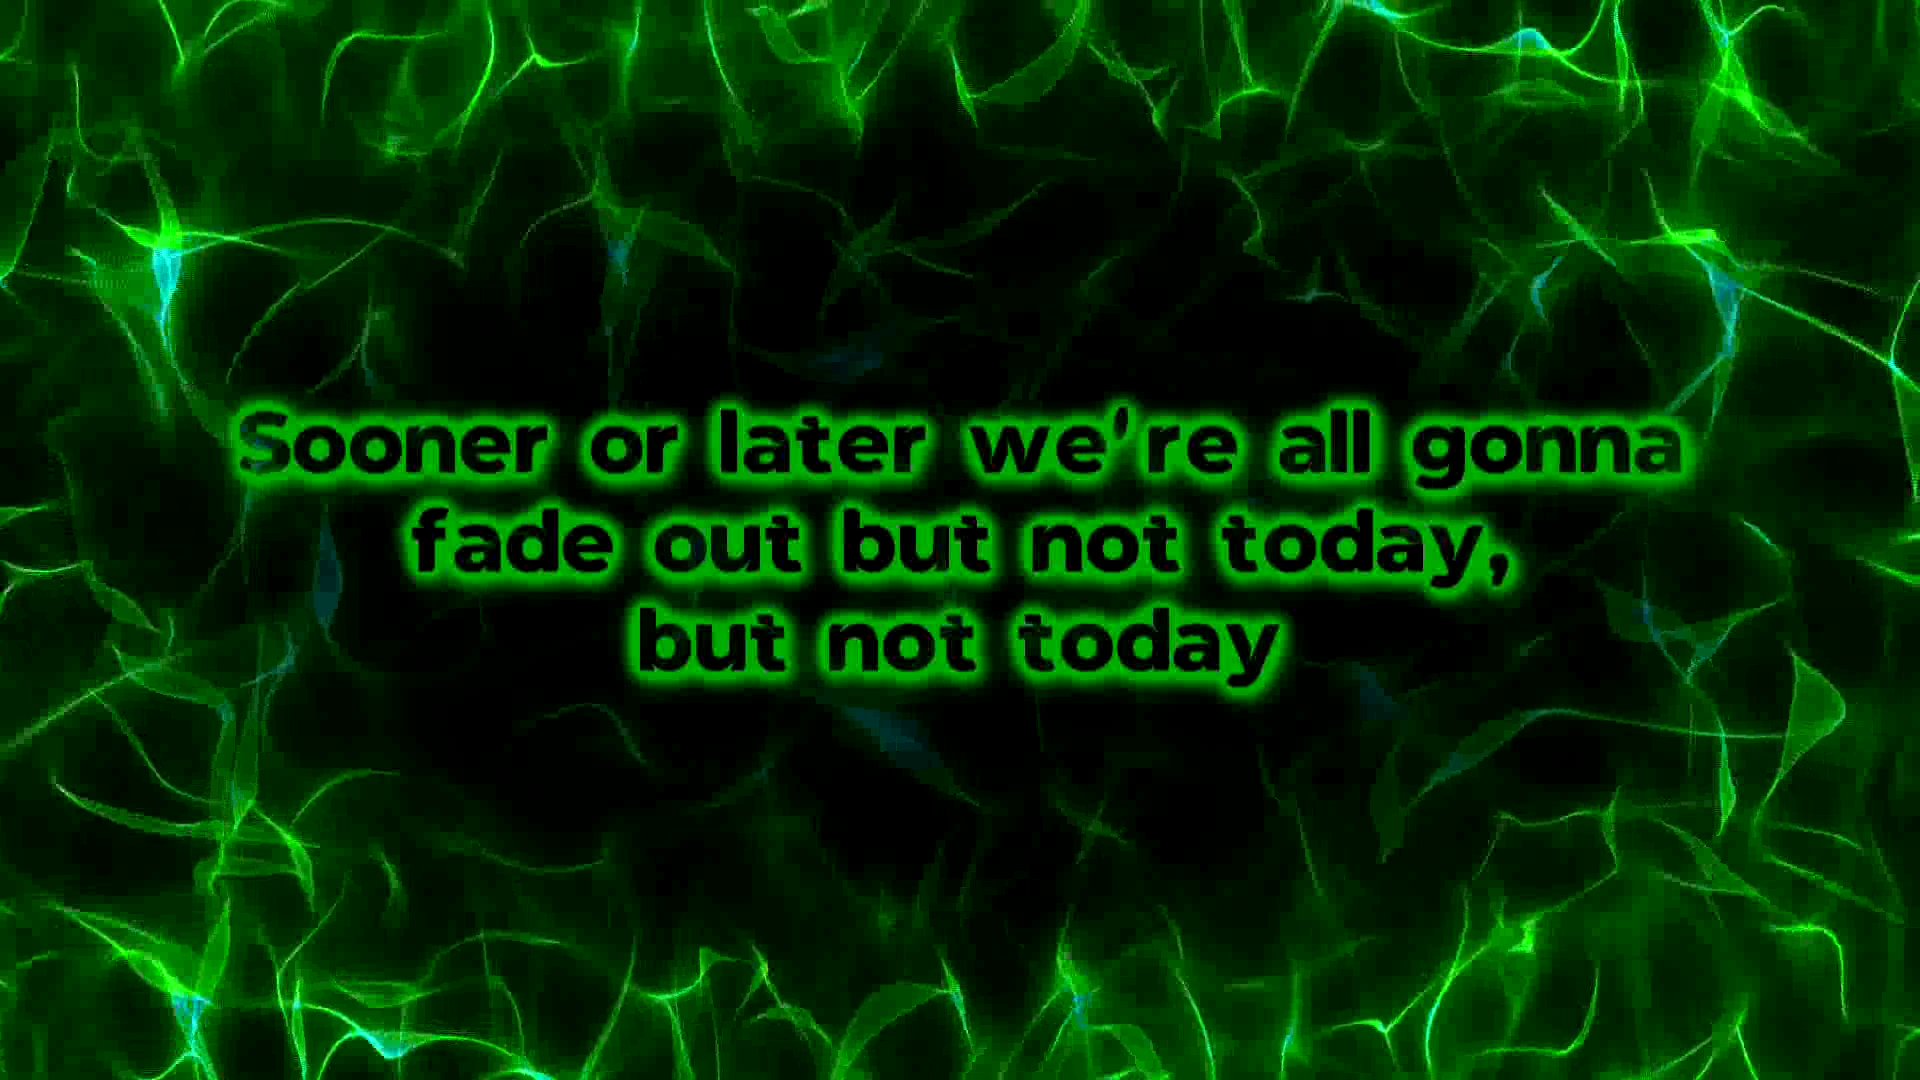 Sooner or later we're all gonna
fade out but not today,
but not today